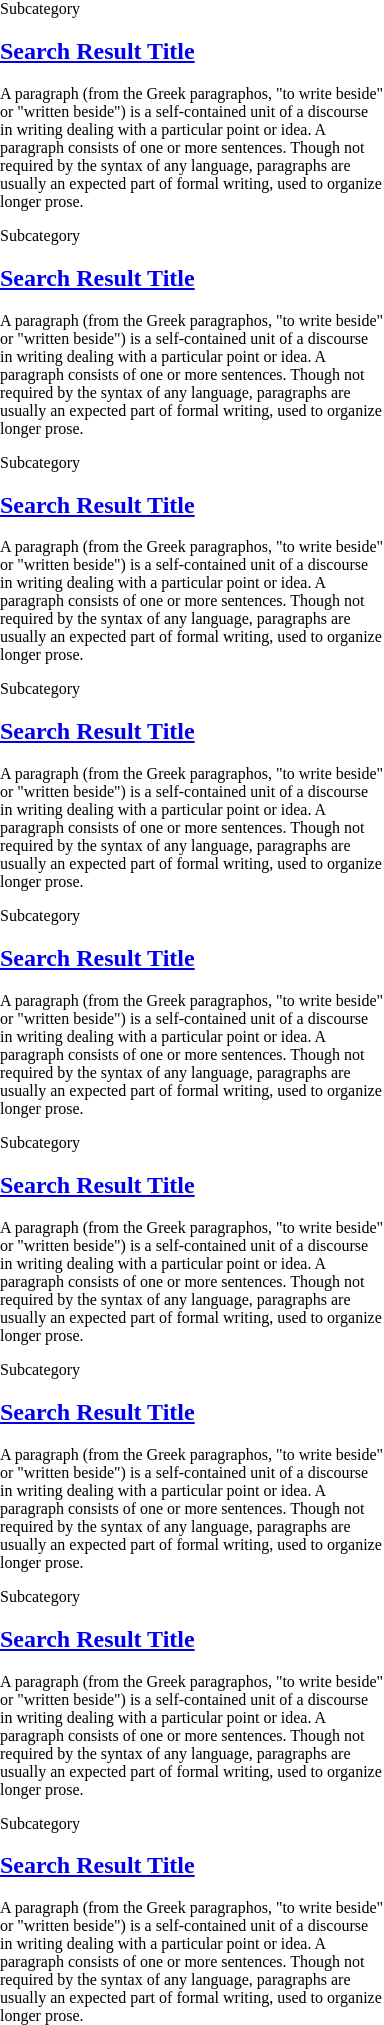 Subcategory
Search Result Title
A paragraph (from the Greek paragraphos, "to write beside"
or "written beside") is a self-contained unit of a discourse
in writing dealing with a particular point or idea. A
paragraph consists of one or more sentences. Though not
required by the syntax of any language, paragraphs are
usually an expected part of formal writing, used to organize
longer prose.
Subcategory
Search Result Title
A paragraph (from the Greek paragraphos, "to write beside"
or "written beside") is a self-contained unit of a discourse
in writing dealing with a particular point or idea. A
paragraph consists of one or more sentences. Though not
required by the syntax of any language, paragraphs are
usually an expected part of formal writing, used to organize
longer prose.
Subcategory
Search Result Title
A paragraph (from the Greek paragraphos, "to write beside"
or "written beside") is a self-contained unit of a discourse
in writing dealing with a particular point or idea. A
paragraph consists of one or more sentences. Though not
required by the syntax of any language, paragraphs are
usually an expected part of formal writing, used to organize
longer prose.
Subcategory
Search Result Title
A paragraph (from the Greek paragraphos, "to write beside"
or "written beside") is a self-contained unit of a discourse
in writing dealing with a particular point or idea. A
paragraph consists of one or more sentences. Though not
required by the syntax of any language, paragraphs are
usually an expected part of formal writing, used to organize
longer prose.
Subcategory
Search Result Title
A paragraph (from the Greek paragraphos, "to write beside"
or "written beside") is a self-contained unit of a discourse
in writing dealing with a particular point or idea. A
paragraph consists of one or more sentences. Though not
required by the syntax of any language, paragraphs are
usually an expected part of formal writing, used to organize
longer prose.
Subcategory
Search Result Title
A paragraph (from the Greek paragraphos, "to write beside"
or "written beside") is a self-contained unit of a discourse
in writing dealing with a particular point or idea. A
paragraph consists of one or more sentences. Though not
required by the syntax of any language, paragraphs are
usually an expected part of formal writing, used to organize
longer prose.
Subcategory
Search Result Title
A paragraph (from the Greek paragraphos, "to write beside"
or "written beside") is a self-contained unit of a discourse
in writing dealing with a particular point or idea. A
paragraph consists of one or more sentences. Though not
required by the syntax of any language, paragraphs are
usually an expected part of formal writing, used to organize
longer prose.
Subcategory
Search Result Title
A paragraph (from the Greek paragraphos, "to write beside"
or "written beside") is a self-contained unit of a discourse
in writing dealing with a particular point or idea. A
paragraph consists of one or more sentences. Though not
required by the syntax of any language, paragraphs are
usually an expected part of formal writing, used to organize
longer prose.
Subcategory
Search Result Title
A paragraph (from the Greek paragraphos, "to write beside"
or "written beside") is a self-contained unit of a discourse
in writing dealing with a particular point or idea. A
paragraph consists of one or more sentences. Though not
required by the syntax of any language, paragraphs are
usually an expected part of formal writing, used to organize
longer prose.